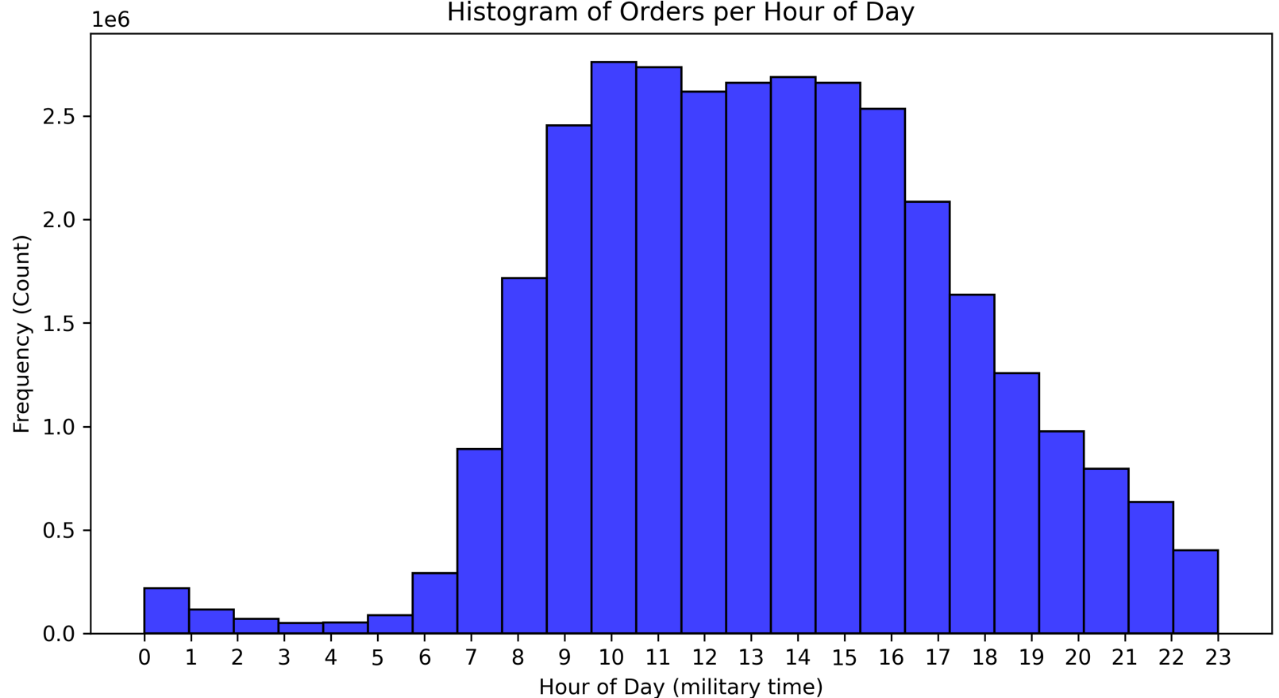 Histogram of Orders per Hour of Day
1e6
2.5
2.0
1.5
1.0
0.5
0.0
Frequency (Count)
0 1 2 3 4 5 6 7 8 9 10 11 12 13 14 15 16 17 18 19 20 21 22 23
Hour of Day (military time)